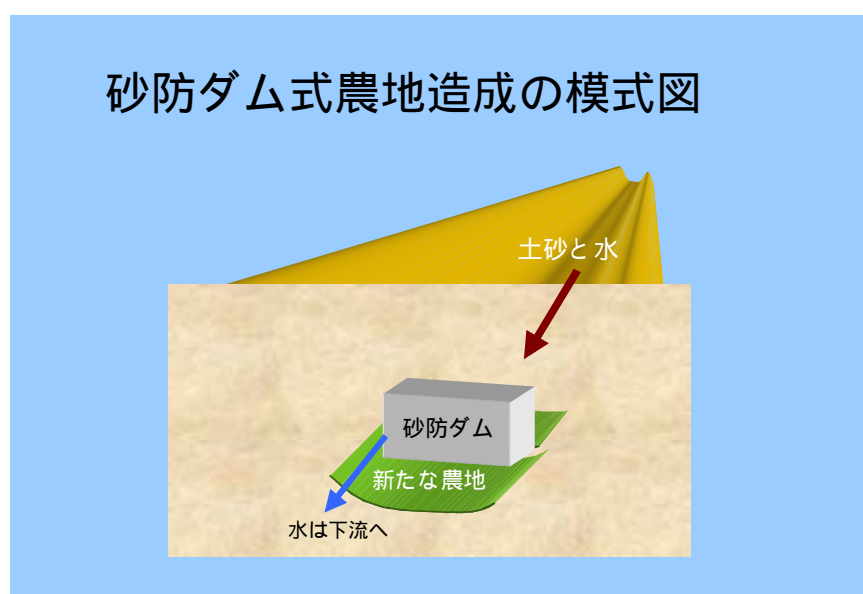 砂防ダム式農地造成の模式図
土砂と水
砂防ダム
新たな農地
水は下流へ